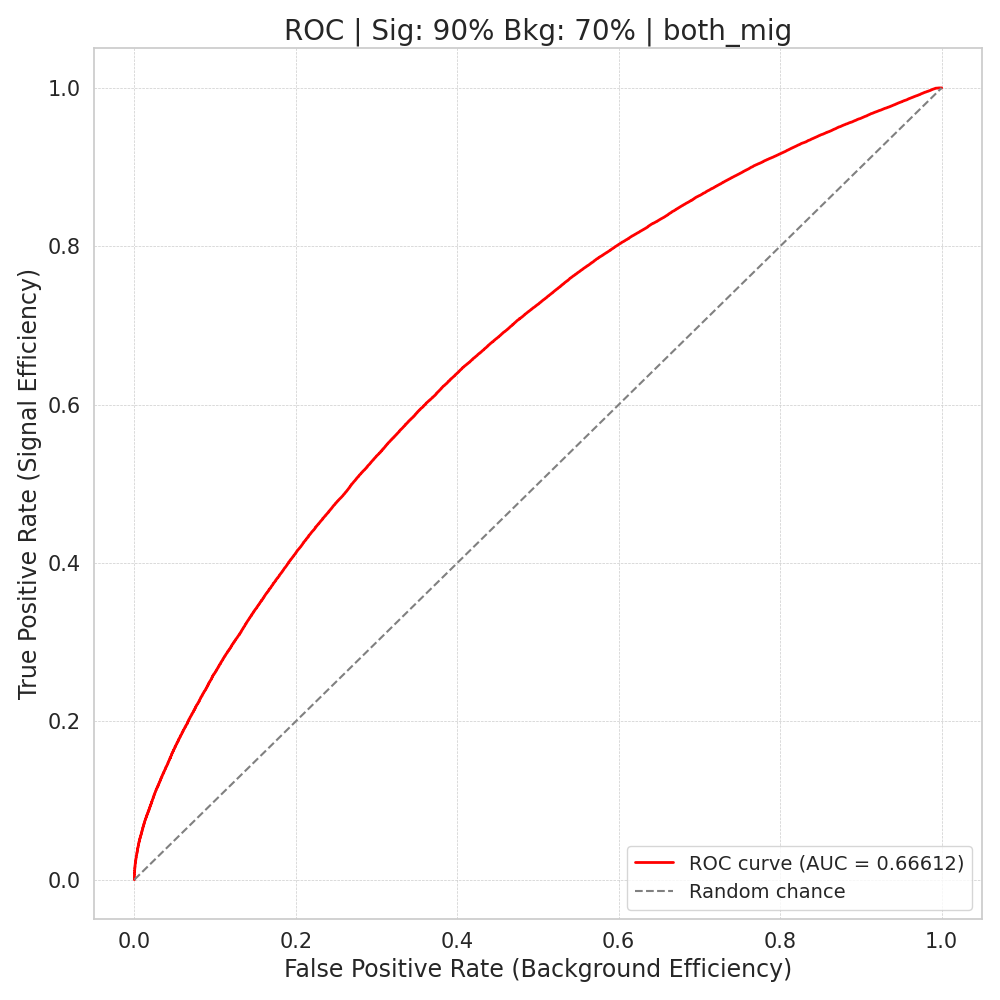 ROC | Sig: 90% Bkg: 70% | both_mig
True Positive Rate (Signal Efficiency)
1.0
0.8
0.6
0.4
0.2
0.0
ROC curve (AUC = 0.66612)
Random chance
0.0 0.2 0.4 0.6 0.8 1.0
False Positive Rate (Background Efficiency)